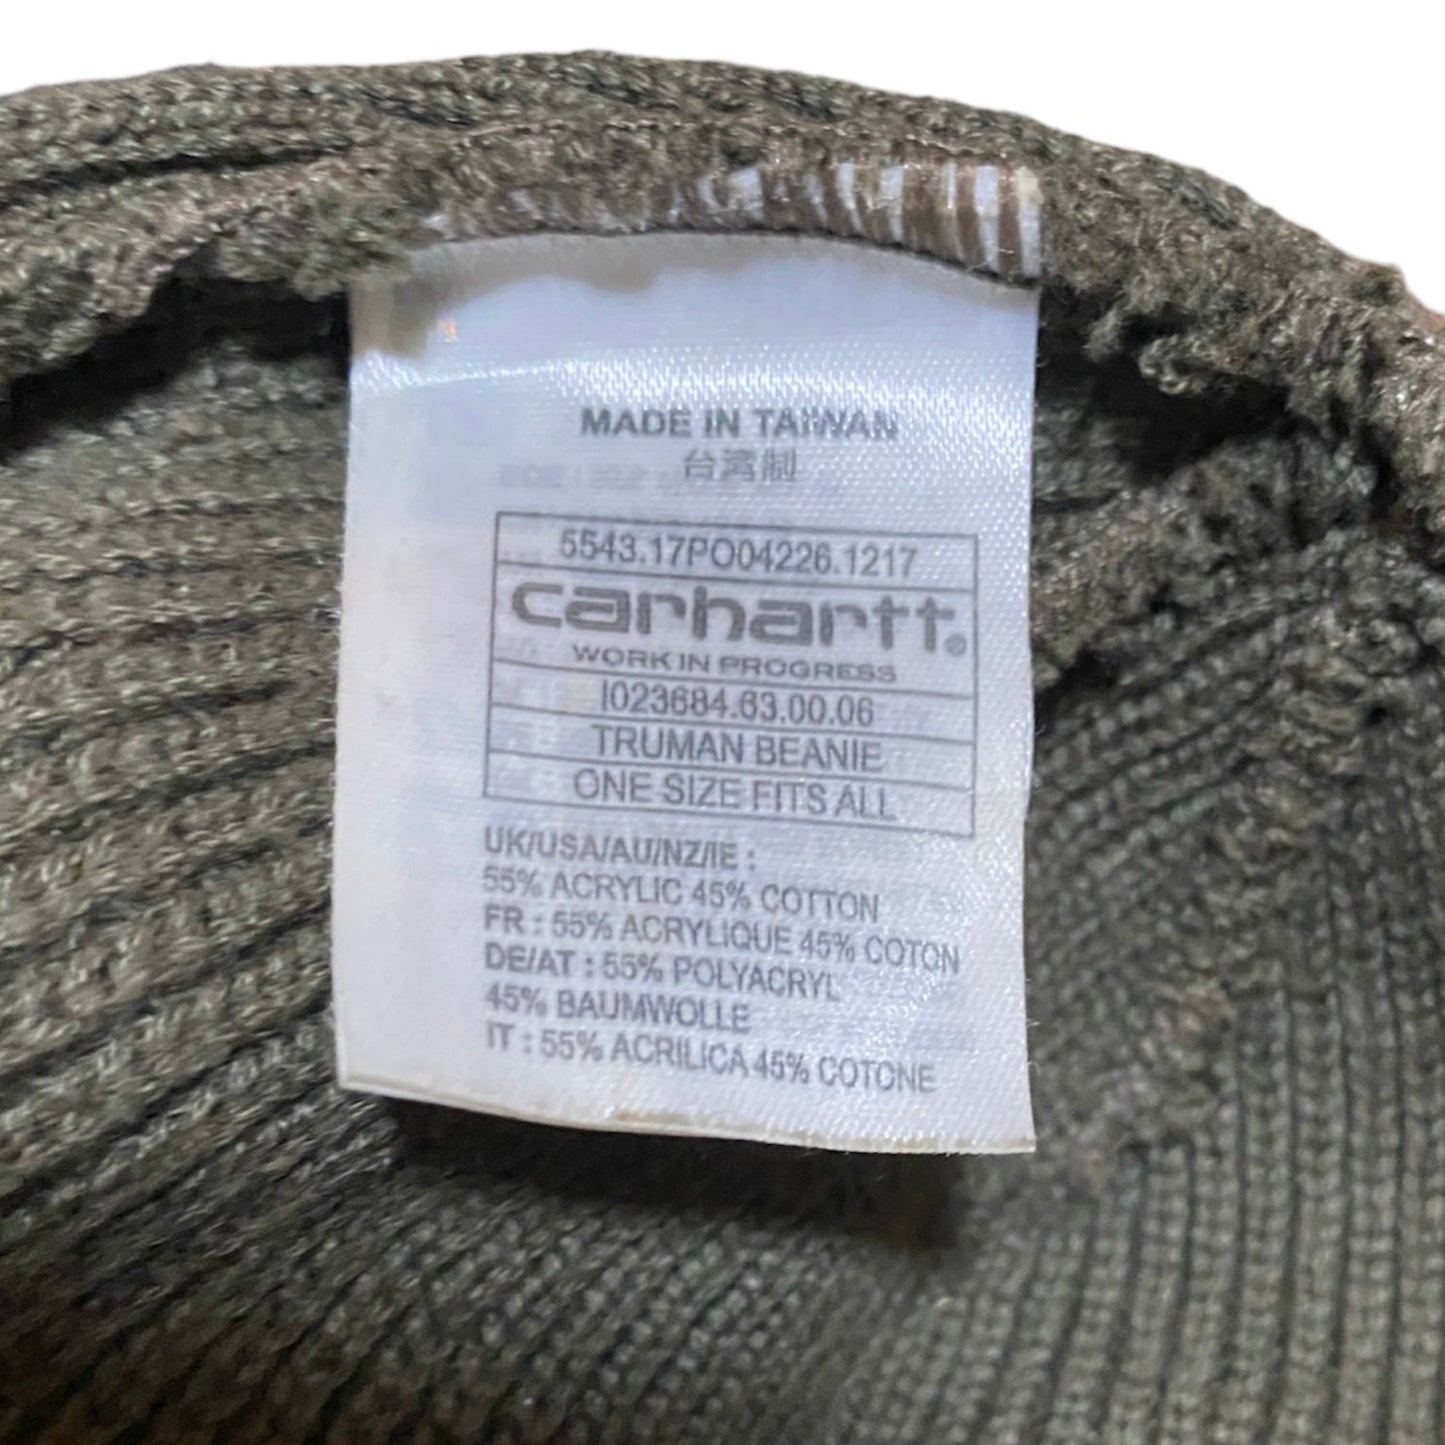 MADE IN TAIWAN
台湾制
5543.17PO04226.1217
carhartt®
WORK IN PROGRESS
I023684.63.00.06
TRUMAN BEANIE
ONE SIZE FITS ALL
UK/USA/AU/NZ/IE :
55% ACRYLIC 45% COTTON
FR : 55% ACRYLIQUE 45% COTON
DE/AT : 55% POLYACRYL
45% BAUMWOLLE
IT : 55% ACRILICA 45% COTONE